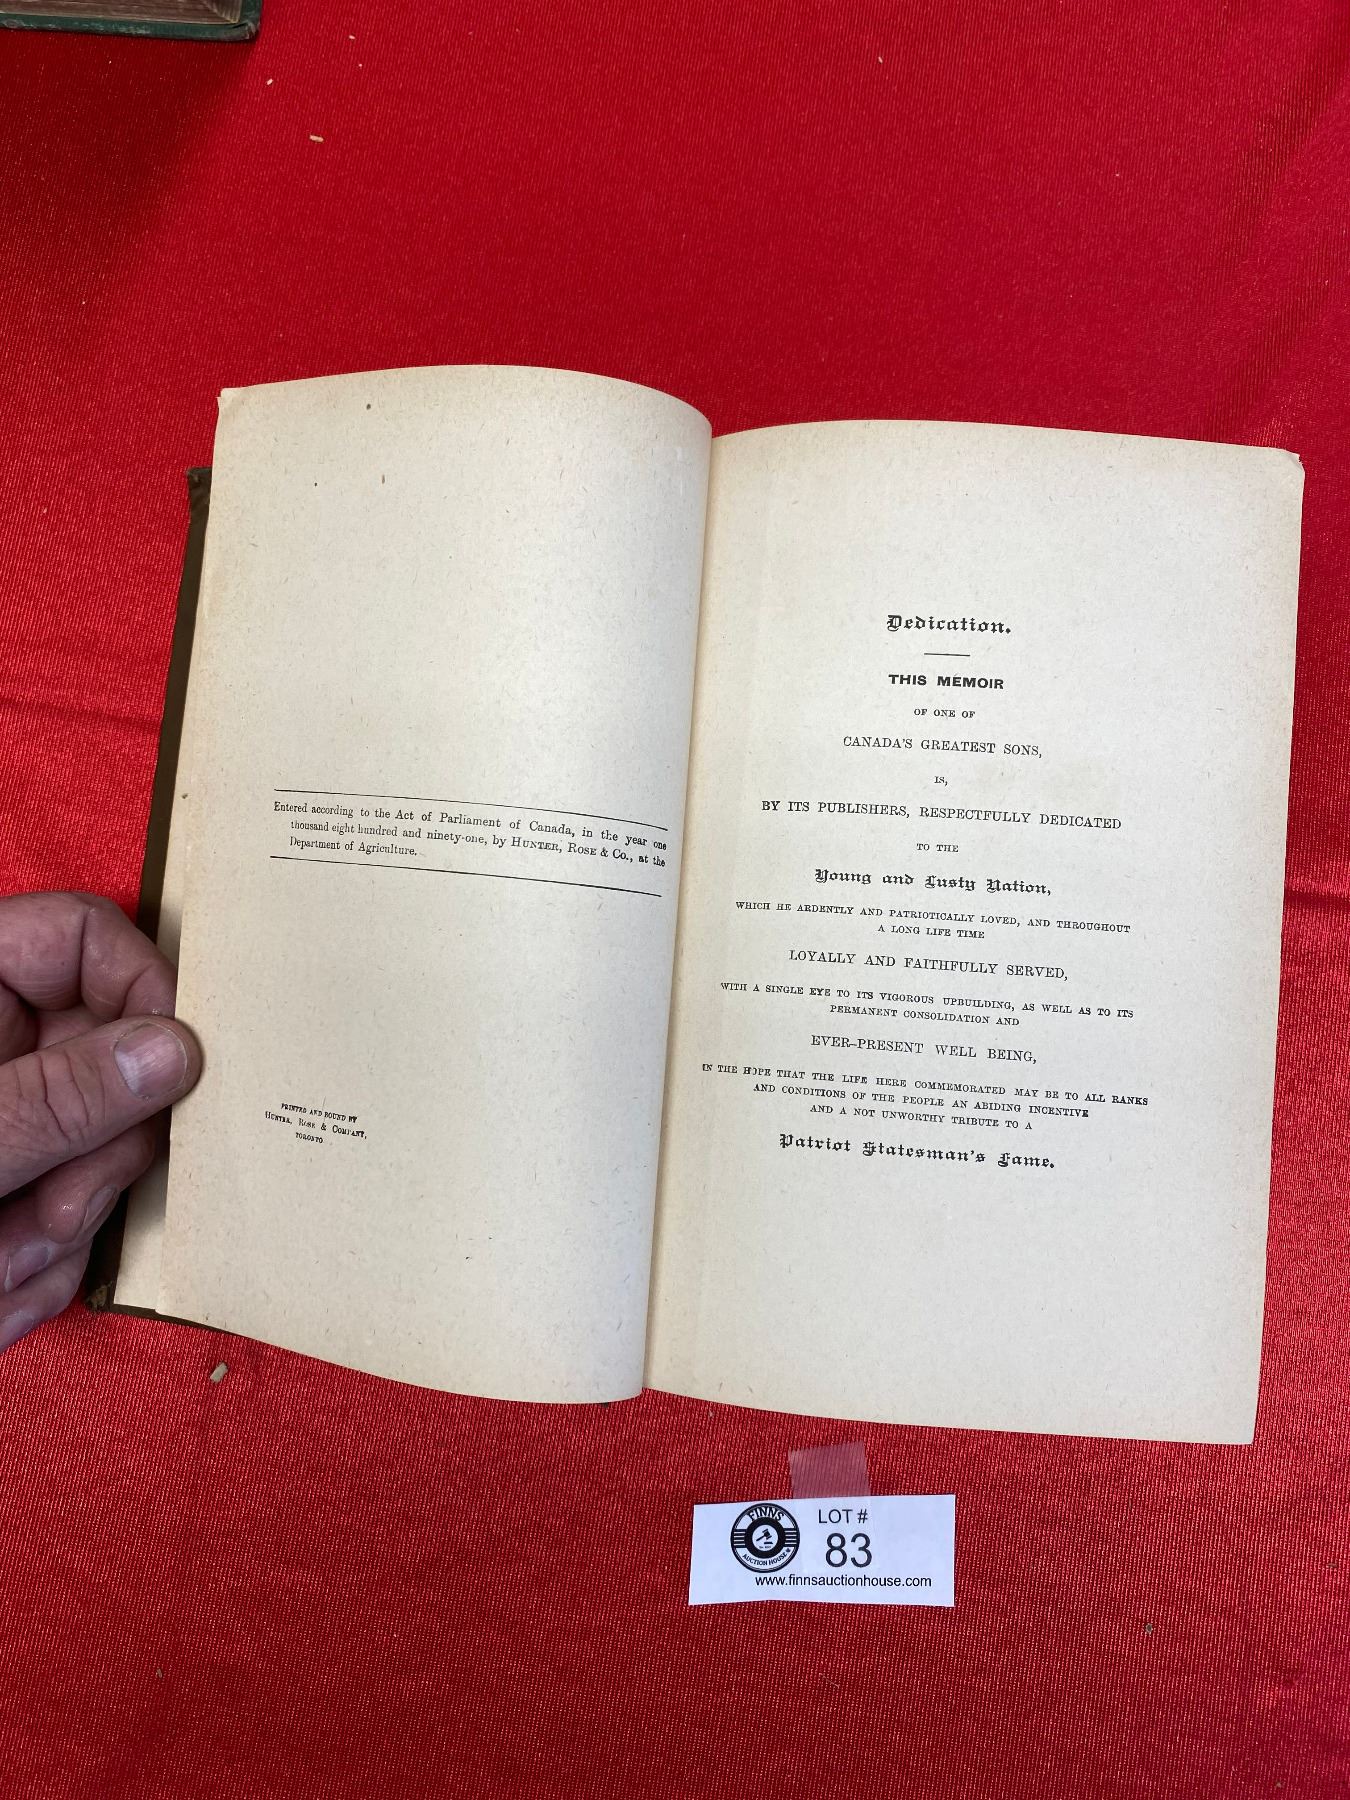 Entered according to the Act of Parliament of Canada, in the year one
thousand eight hundred and ninety-one, by HUNTER, ROSE & CO., at the
Department of Agriculture.
PRINTED AND BOUND BY
HUNTER, ROSE & COMPANY,
TORONTO
Dedication.
THIS MEMOIR
OF ONE OF
CANADA'S GREATEST SONS,
IS,
BY ITS PUBLISHERS, RESPECTFULLY DEDICATED
TO THE
Young and Lusty Nation,
WHICH HE ARDENTLY AND PATRIOTICALLY LOVED, AND THROUGHOUT
A LONG LIFE TIME
LOYALLY AND FAITHFULLY SERVED,
WITH A SINGLE EYE TO ITS VIGOROUS UPBUILDING, AS WELL AS TO ITS
PERMANENT CONSOLIDATION AND
EVER-PRESENT WELL BEING,
IN THE HOPE THAT THE LIFE HERE COMMEMORATED MAY BE TO ALL RANKS
AND CONDITIONS OF THE PEOPLE AN ABIDING INCENTIVE
AND A NOT UNWORTHY TRIBUTE TO A
Patriot Statesman's Fame.
FINNS
AUCTION HOUSE
LOT #
83
www.finnsauctionhouse.com